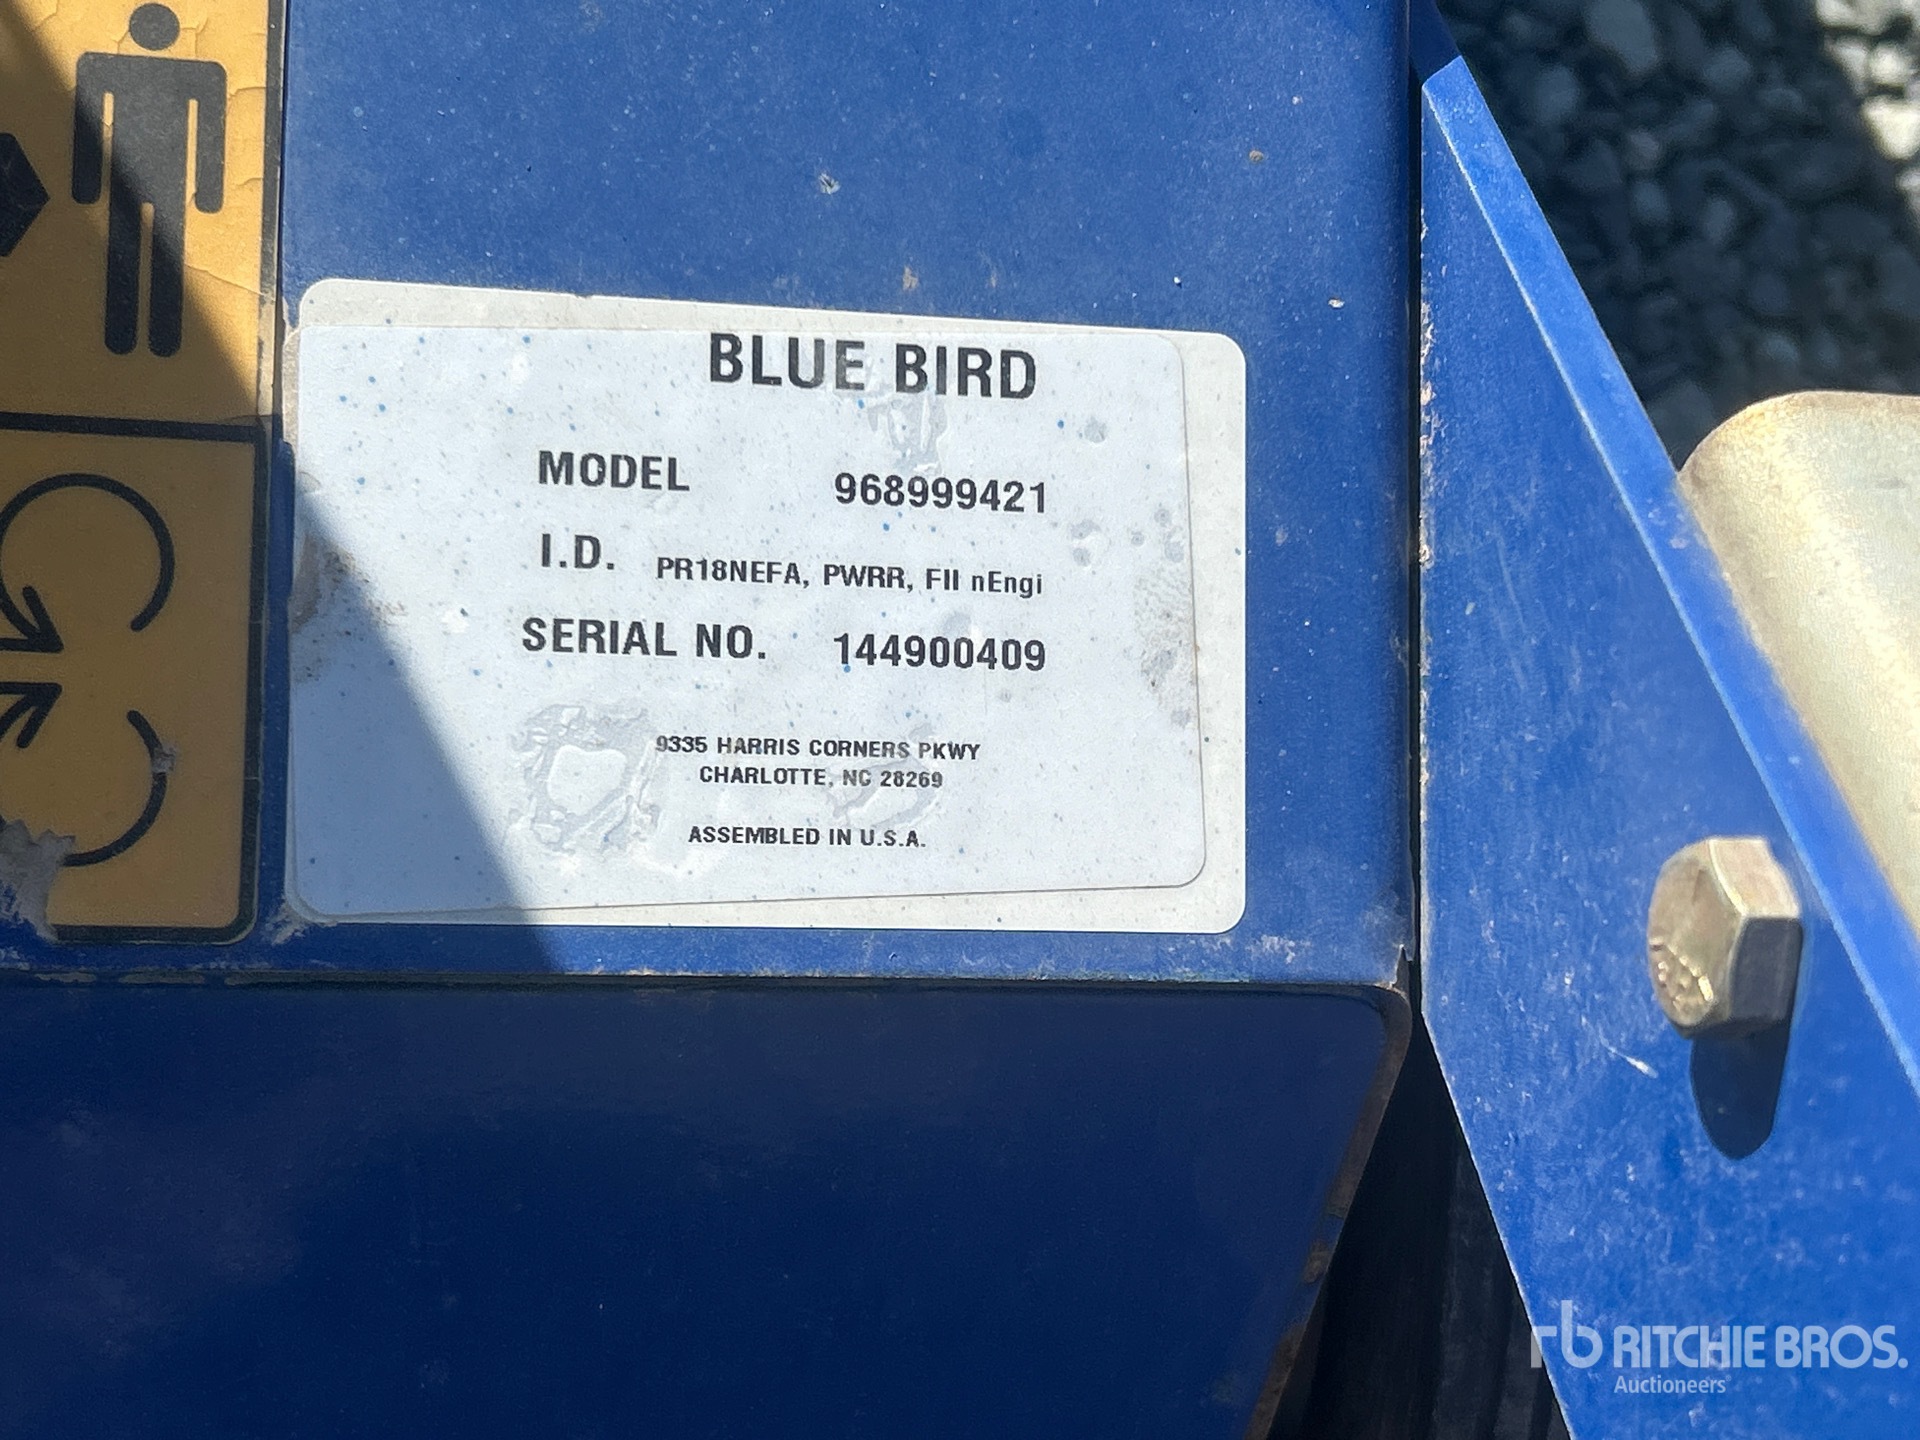 BLUE BIRD
MODEL 968999421
I.D. PR18NEFA, PWRR, FII nEngi
SERIAL NO. 144900409
9335 HARRIS CORNERS PKWY
CHARLOTTE, NC 28269
ASSEMBLED IN U.S.A.
rb RITCHIE BROS.
Auctioneers